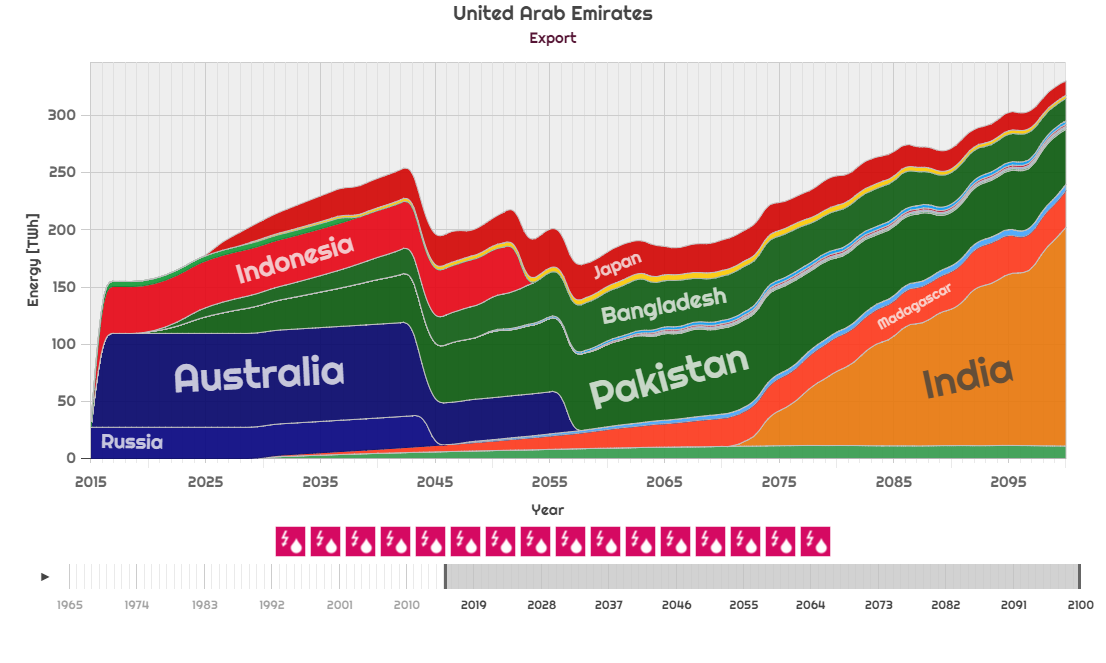 United Arab Emirates
Export
Energy [TWh]
300
250
200
150
100
50
0
Indonesia
Japan
Bangladesh
Australia
Pakistan
Madagascar
India
Russia
2015 2025 2035 2045 2055 2065 2075 2085 2095
Year
1965 1974 1983 1992 2001 2010 2019 2028 2037 2046 2055 2064 2073 2082 2091 2100